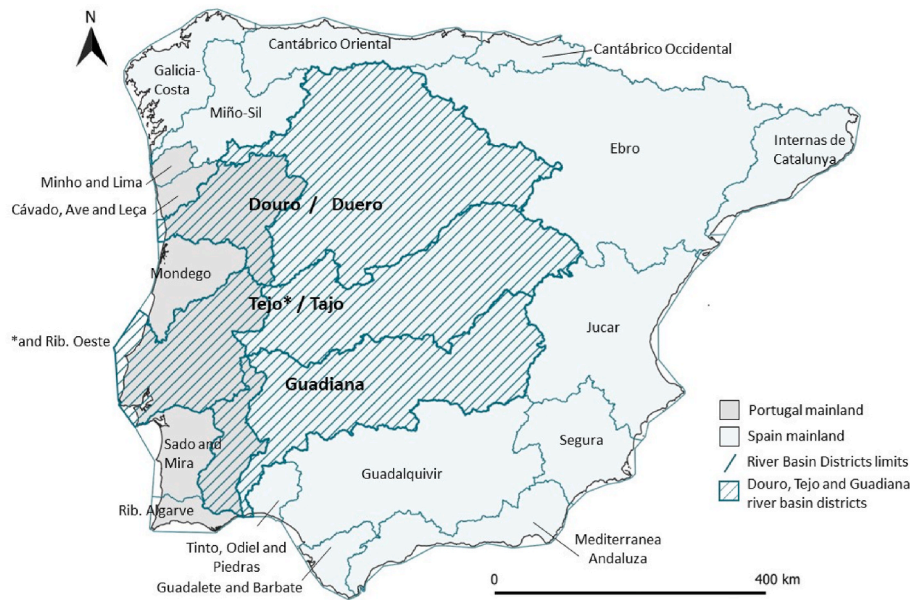 N
Cantábrico Oriental
Cantábrico Occidental
Galicia-
Costa
Miño-Sil
Ebro
Internas de
Catalunya
Minho and Lima
Cávado, Ave and Leça
Douro / Duero
Mondego
Tejo* / Tajo
*and Rib. Oeste
Jucar
Guadiana
Portugal mainland
Spain mainland
River Basin Districts limits
Douro, Tejo and Guadiana
river basin districts
Sado and
Mira
Segura
Guadalquivir
Rib. Algarve
Tinto, Odiel and
Piedras
Guadalete and Barbate
Mediterranea
Andaluza
0
400 km